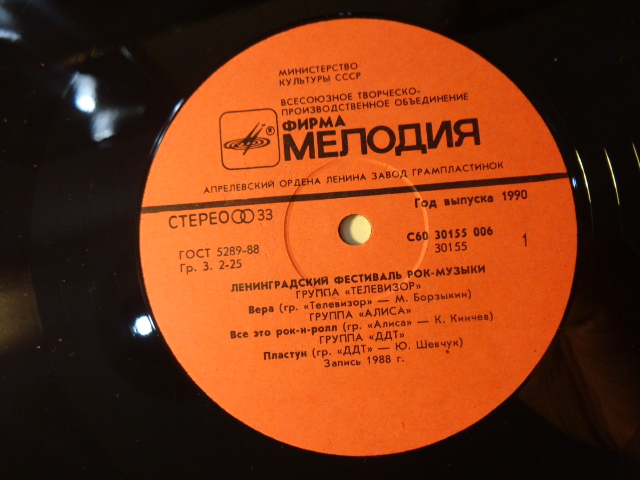 МИНИСТЕРСТВО
КУЛЬТУРЫ СССР
ВСЕСОЮЗНОЕ ТВОРЧЕСКО-
ПРОИЗВОДСТВЕННОЕ ОБЪЕДИНЕНИЕ
®
ФИРМА
МЕЛОДИЯ
АПРЕЛЕВСКИЙ ОРДЕНА ЛЕНИНА ЗАВОД ГРАМПЛАСТИНОК
СТЕРЕО 33
Год выпуска 1990
ГОСТ 5289-88
Гр. 3. 2-25
С60 30155 006
30155
1
ЛЕНИНГРАДСКИЙ ФЕСТИВАЛЬ РОК-МУЗЫКИ
ГРУППА «ТЕЛЕВИЗОР»
Вера (гр. «Телевизор» — М. Борзыкин)
ГРУППА «АЛИСА»
Все это рок-н-ролл (гр. «Алиса» — К. Кинчев)
ГРУППА «ДДТ»
Пластун (гр. «ДДТ» — Ю. Шевчук)
Запись 1988 г.